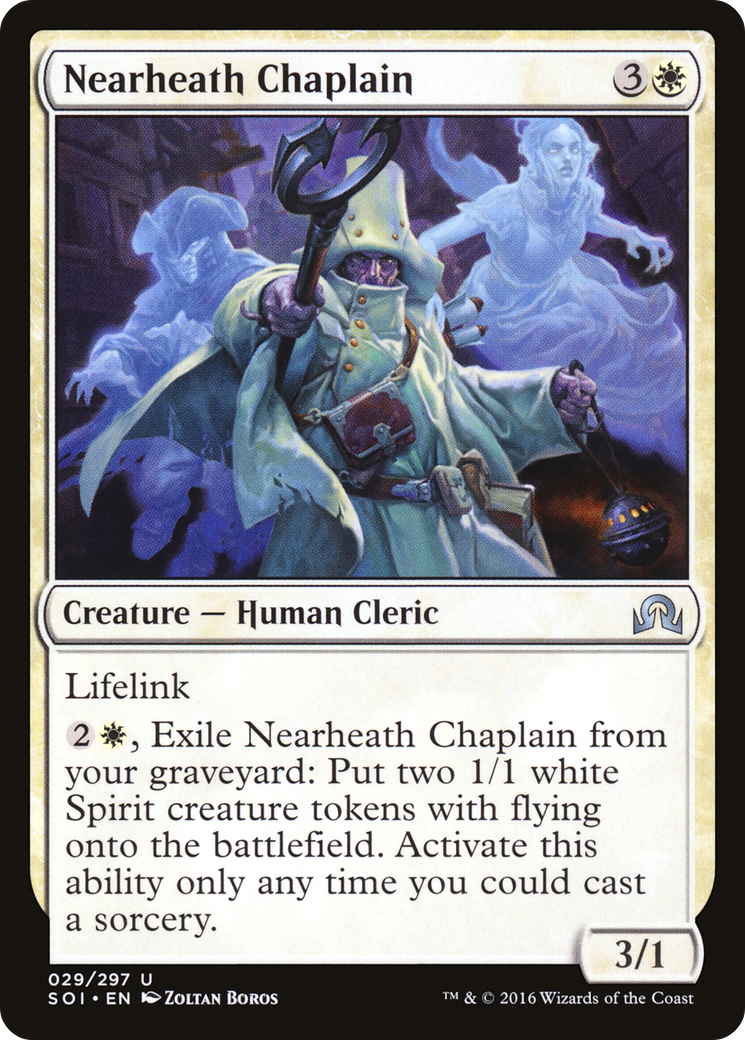 Nearheath Chaplain 3
Creature — Human Cleric
Lifelink
2, Exile Nearheath Chaplain from
your graveyard: Put two 1/1 white
Spirit creature tokens with flying
onto the battlefield. Activate this
ability only any time you could cast
a sorcery.
3/1
029/297 U
SOI • EN Zoltan Boros
™ & © 2016 Wizards of the Coast